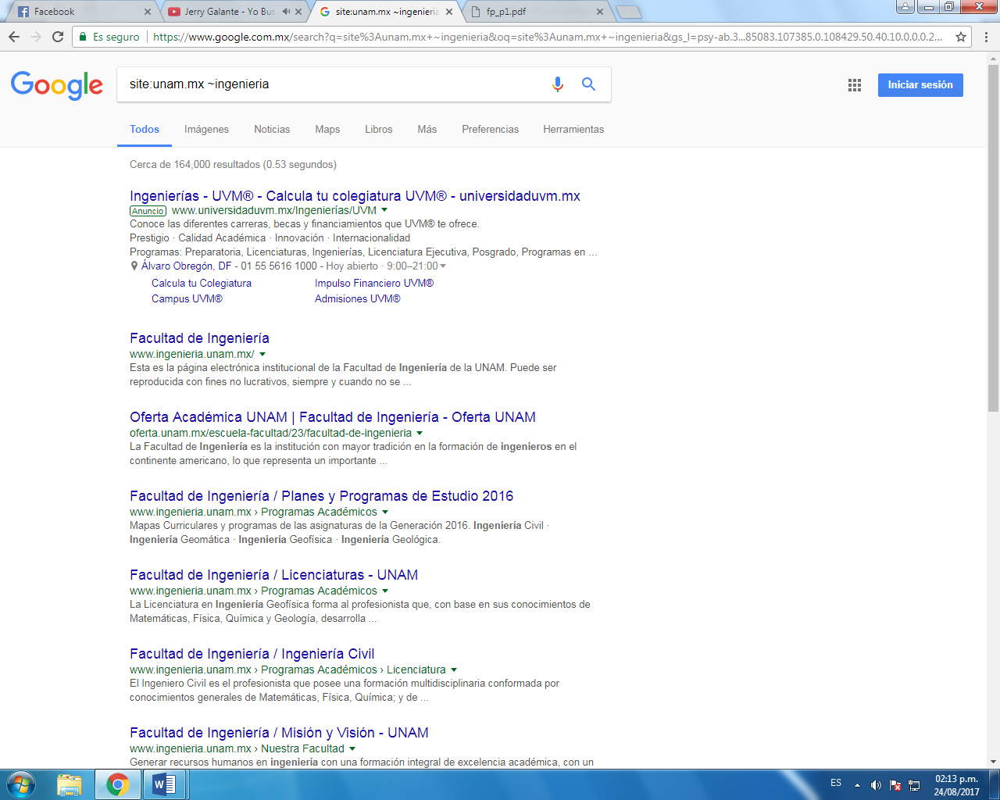 Facebook
Jerry Galante - Yo Bus
site:unam.mx ~ingenieria
fp_p1.pdf
Es seguro
https://www.google.com.mx/search?q=site%3Aunam.mx+~ingenieria&oq=site%3Aunam.mx+~ingenieria&gs_l=psy-ab.3...85083.107385.0.108429.50.40.10.0.0.0.2...
Google
site:unam.mx ~ingenieria
Iniciar sesión
Todos Imágenes Noticias Maps Libros Más Preferencias Herramientas
Cerca de 164,000 resultados (0.53 segundos)
Ingenierías - UVM® - Calcula tu colegiatura UVM® - universidaduvm.mx
Anuncio www.universidaduvm.mx/Ingenierías/UVM
Conoce las diferentes carreras, becas y financiamientos que UVM® te ofrece.
Prestigio · Calidad Académica · Innovación · Internacionalidad
Programas: Preparatoria, Licenciaturas, Ingenierías, Licenciatura Ejecutiva, Posgrado, Programas en ...
Álvaro Obregón, DF - 01 55 5616 1000 - Hoy abierto · 9:00–21:00
Calcula tu Colegiatura Impulso Financiero UVM®
Campus UVM® Admisiones UVM®
Facultad de Ingeniería
www.ingenieria.unam.mx/
Esta es la página electrónica institucional de la Facultad de Ingeniería de la UNAM. Puede ser
reproducida con fines no lucrativos, siempre y cuando no se ...
Oferta Académica UNAM | Facultad de Ingeniería - Oferta UNAM
oferta.unam.mx/escuela-facultad/23/facultad-de-ingenieria
La Facultad de Ingeniería es la institución con mayor tradición en la formación de ingenieros en el
continente americano, lo que representa un importante ...
Facultad de Ingeniería / Planes y Programas de Estudio 2016
www.ingenieria.unam.mx › Programas Académicos
Mapas Curriculares y programas de las asignaturas de la Generación 2016. Ingeniería Civil ·
Ingeniería Geomática · Ingeniería Geofísica · Ingeniería Geológica.
Facultad de Ingeniería / Licenciaturas - UNAM
www.ingenieria.unam.mx › Programas Académicos
La Licenciatura en Ingeniería Geofísica forma al profesionista que, con base en sus conocimientos de
Matemáticas, Física, Química y Geología, desarrolla ...
Facultad de Ingeniería / Ingeniería Civil
www.ingenieria.unam.mx › Programas Académicos › Licenciatura
El Ingeniero Civil es el profesionista que posee una formación multidisciplinaria conformada por
conocimientos generales de Matemáticas, Física, Química; y de ...
Facultad de Ingeniería / Misión y Visión - UNAM
www.ingenieria.unam.mx › Nuestra Facultad
Generar recursos humanos en ingeniería con una formación integral de excelencia académica, con un
ES
02:13 p.m.
24/08/2017